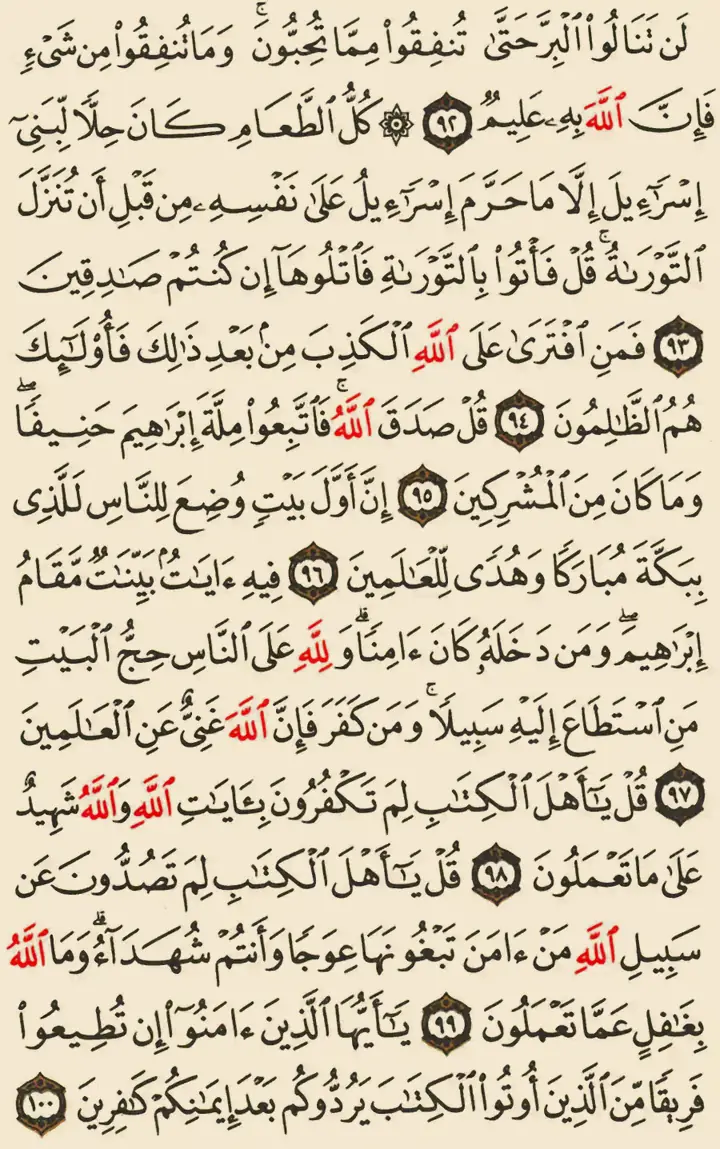 لَن تَنَالُوا۟ ٱلْبِرَّ حَتَّىٰ تُنفِقُوا۟ مِمَّا تُحِبُّونَ ۚ وَمَا تُنفِقُوا۟ مِن شَىْءٍ
فَإِنَّ ٱللَّهَ بِهِۦ عَلِيمٌ ٩٢ ۞ كُلُّ ٱلطَّعَامِ كَانَ حِلًّا لِّبَنِىٓ
إِسْرَٰٓءِيلَ إِلَّا مَا حَرَّمَ إِسْرَٰٓءِيلُ عَلَىٰ نَفْسِهِۦ مِن قَبْلِ أَن تُنَزَّلَ
ٱلتَّوْرَىٰةُ ۗ قُلْ فَأْتُوا۟ بِٱلتَّوْرَىٰةِ فَٱتْلُوهَآ إِن كُنتُمْ صَـٰدِقِينَ
٩٣ فَمَنِ ٱفْتَرَىٰ عَلَى ٱللَّهِ ٱلْكَذِبَ مِنۢ بَعْدِ ذَٰلِكَ فَأُو۟لَـٰٓئِكَ
هُمُ ٱلظَّـٰلِمُونَ ٩٤ قُلْ صَدَقَ ٱللَّهُ ۗ فَٱتَّبِعُوا۟ مِلَّةَ إِبْرَٰهِيمَ حَنِيفًا ۖ
وَمَا كَانَ مِنَ ٱلْمُشْرِكِينَ ٩٥ إِنَّ أَوَّلَ بَيْتٍ وُضِعَ لِلنَّاسِ لَلَّذِى
بِبَكَّةَ مُبَارَكًا وَهُدًى لِّلْعَـٰلَمِينَ ٩٦ فِيهِ ءَايَـٰتٌۢ بَيِّنَـٰتٌ مَّقَامُ
إِبْرَٰهِيمَ ۖ وَمَن دَخَلَهُۥ كَانَ ءَامِنًا ۗ وَلِلَّهِ عَلَى ٱلنَّاسِ حِجُّ ٱلْبَيْتِ
مَنِ ٱسْتَطَاعَ إِلَيْهِ سَبِيلًا ۚ وَمَن كَفَرَ فَإِنَّ ٱللَّهَ غَنِىٌّ عَنِ ٱلْعَـٰلَمِينَ
٩٧ قُلْ يَـٰٓأَهْلَ ٱلْكِتَـٰبِ لِمَ تَكْفُرُونَ بِـَٔايَـٰتِ ٱللَّهِ وَٱللَّهُ شَهِيدٌ
عَلَىٰ مَا تَعْمَلُونَ ٩٨ قُلْ يَـٰٓأَهْلَ ٱلْكِتَـٰبِ لِمَ تَصُدُّونَ عَن
سَبِيلِ ٱللَّهِ مَنْ ءَامَنَ تَبْغُونَهَا عِوَجًا وَأَنتُمْ شُهَدَآءُ ۗ وَمَا ٱللَّهُ
بِغَـٰفِلٍ عَمَّا تَعْمَلُونَ ٩٩ يَـٰٓأَيُّهَا ٱلَّذِينَ ءَامَنُوٓا۟ إِن تُطِيعُوا۟
فَرِيقًا مِّنَ ٱلَّذِينَ أُوتُوا۟ ٱلْكِتَـٰبَ يَرُدُّوكُم بَعْدَ إِيمَـٰنِكُمْ كَـٰفِرِينَ ١٠٠